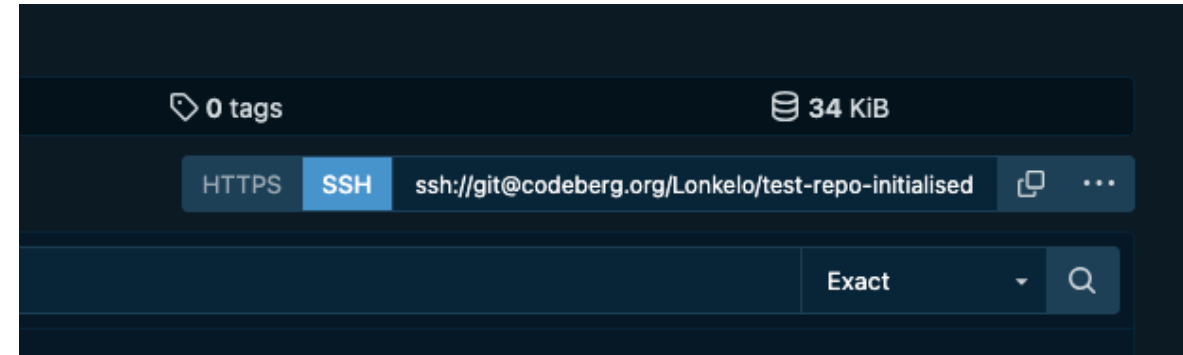 0 tags 34 KiB
HTTPS SSH ssh://git@codeberg.org/Lonkelo/test-repo-initialised
Exact